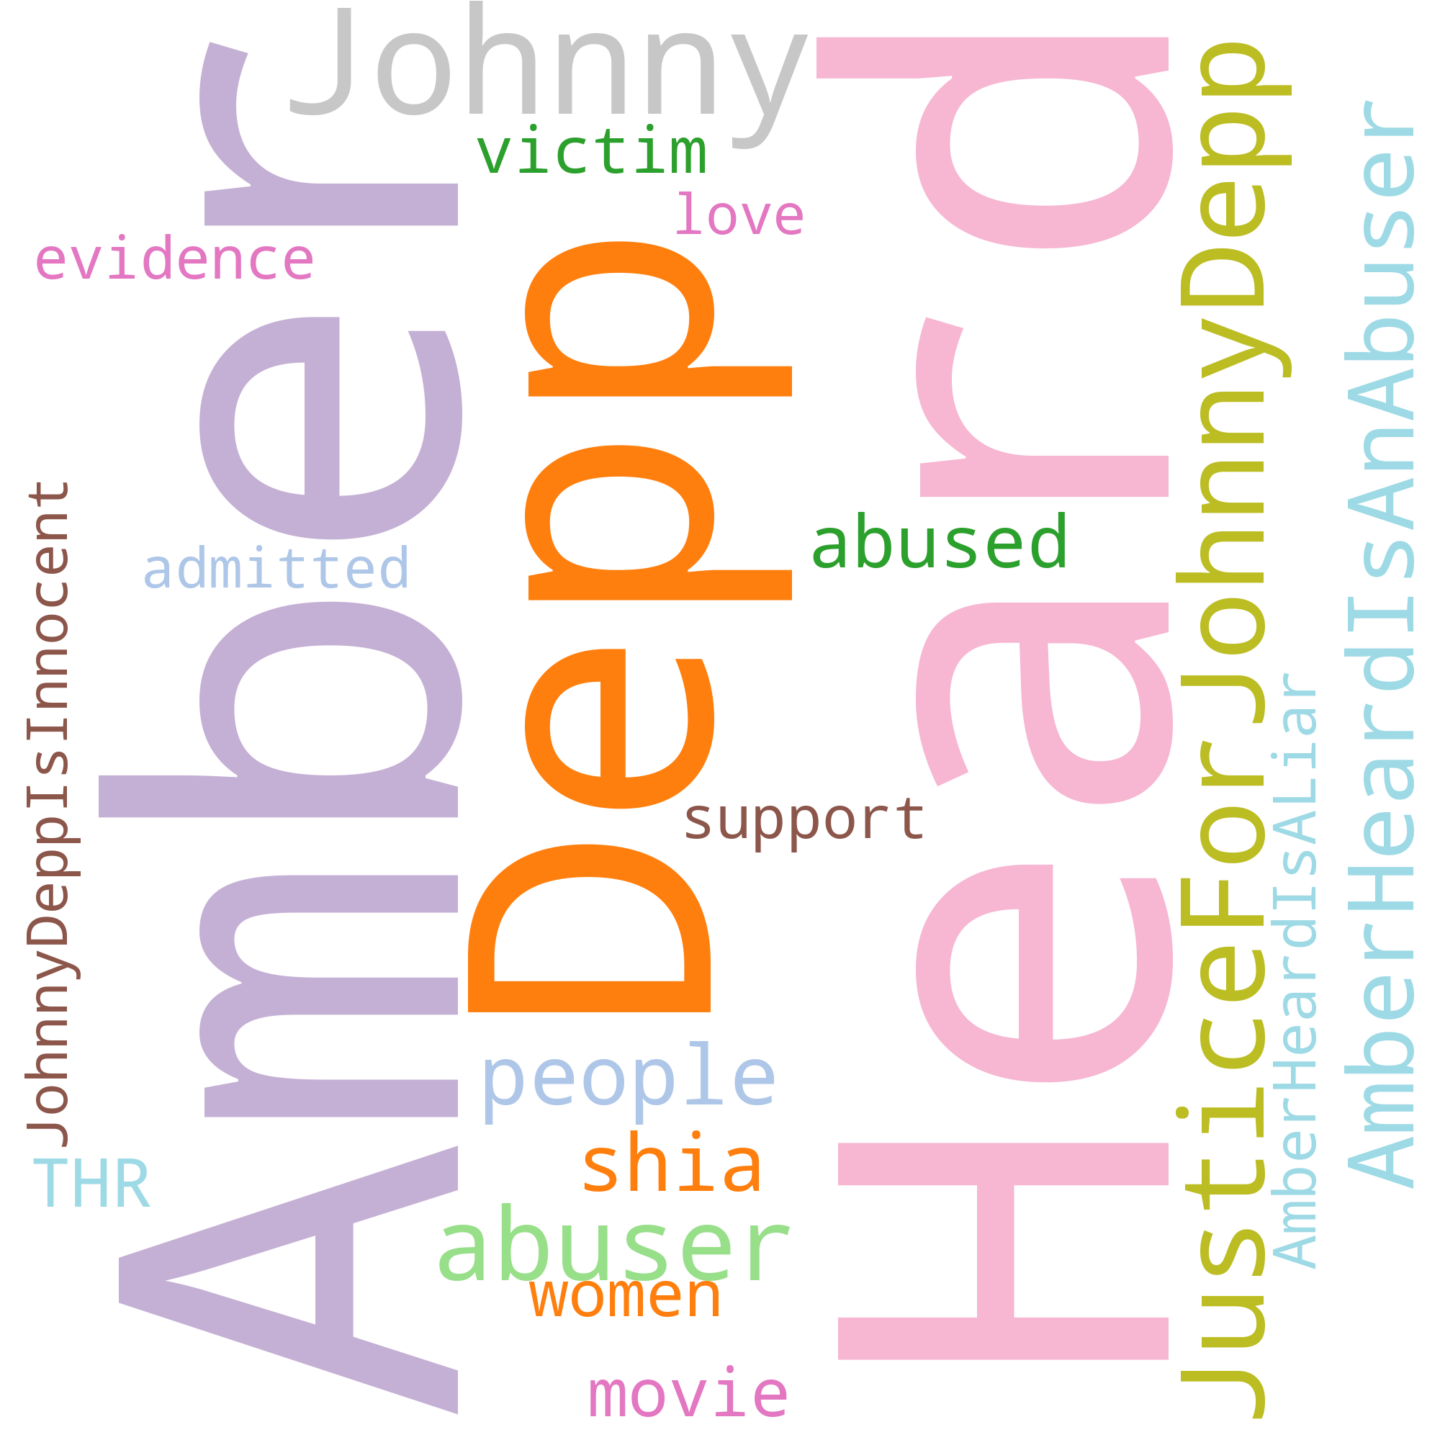 Johnny
victim
love
evidence
Amber
Depp
Heard
JusticeForJohnnyDepp
AmberHeardIsAnAbuser
JohnnyDeppIsInnocent
admitted
abused
AmberHeardIsALiar
support
people
shia
THR
abuser
women
movie